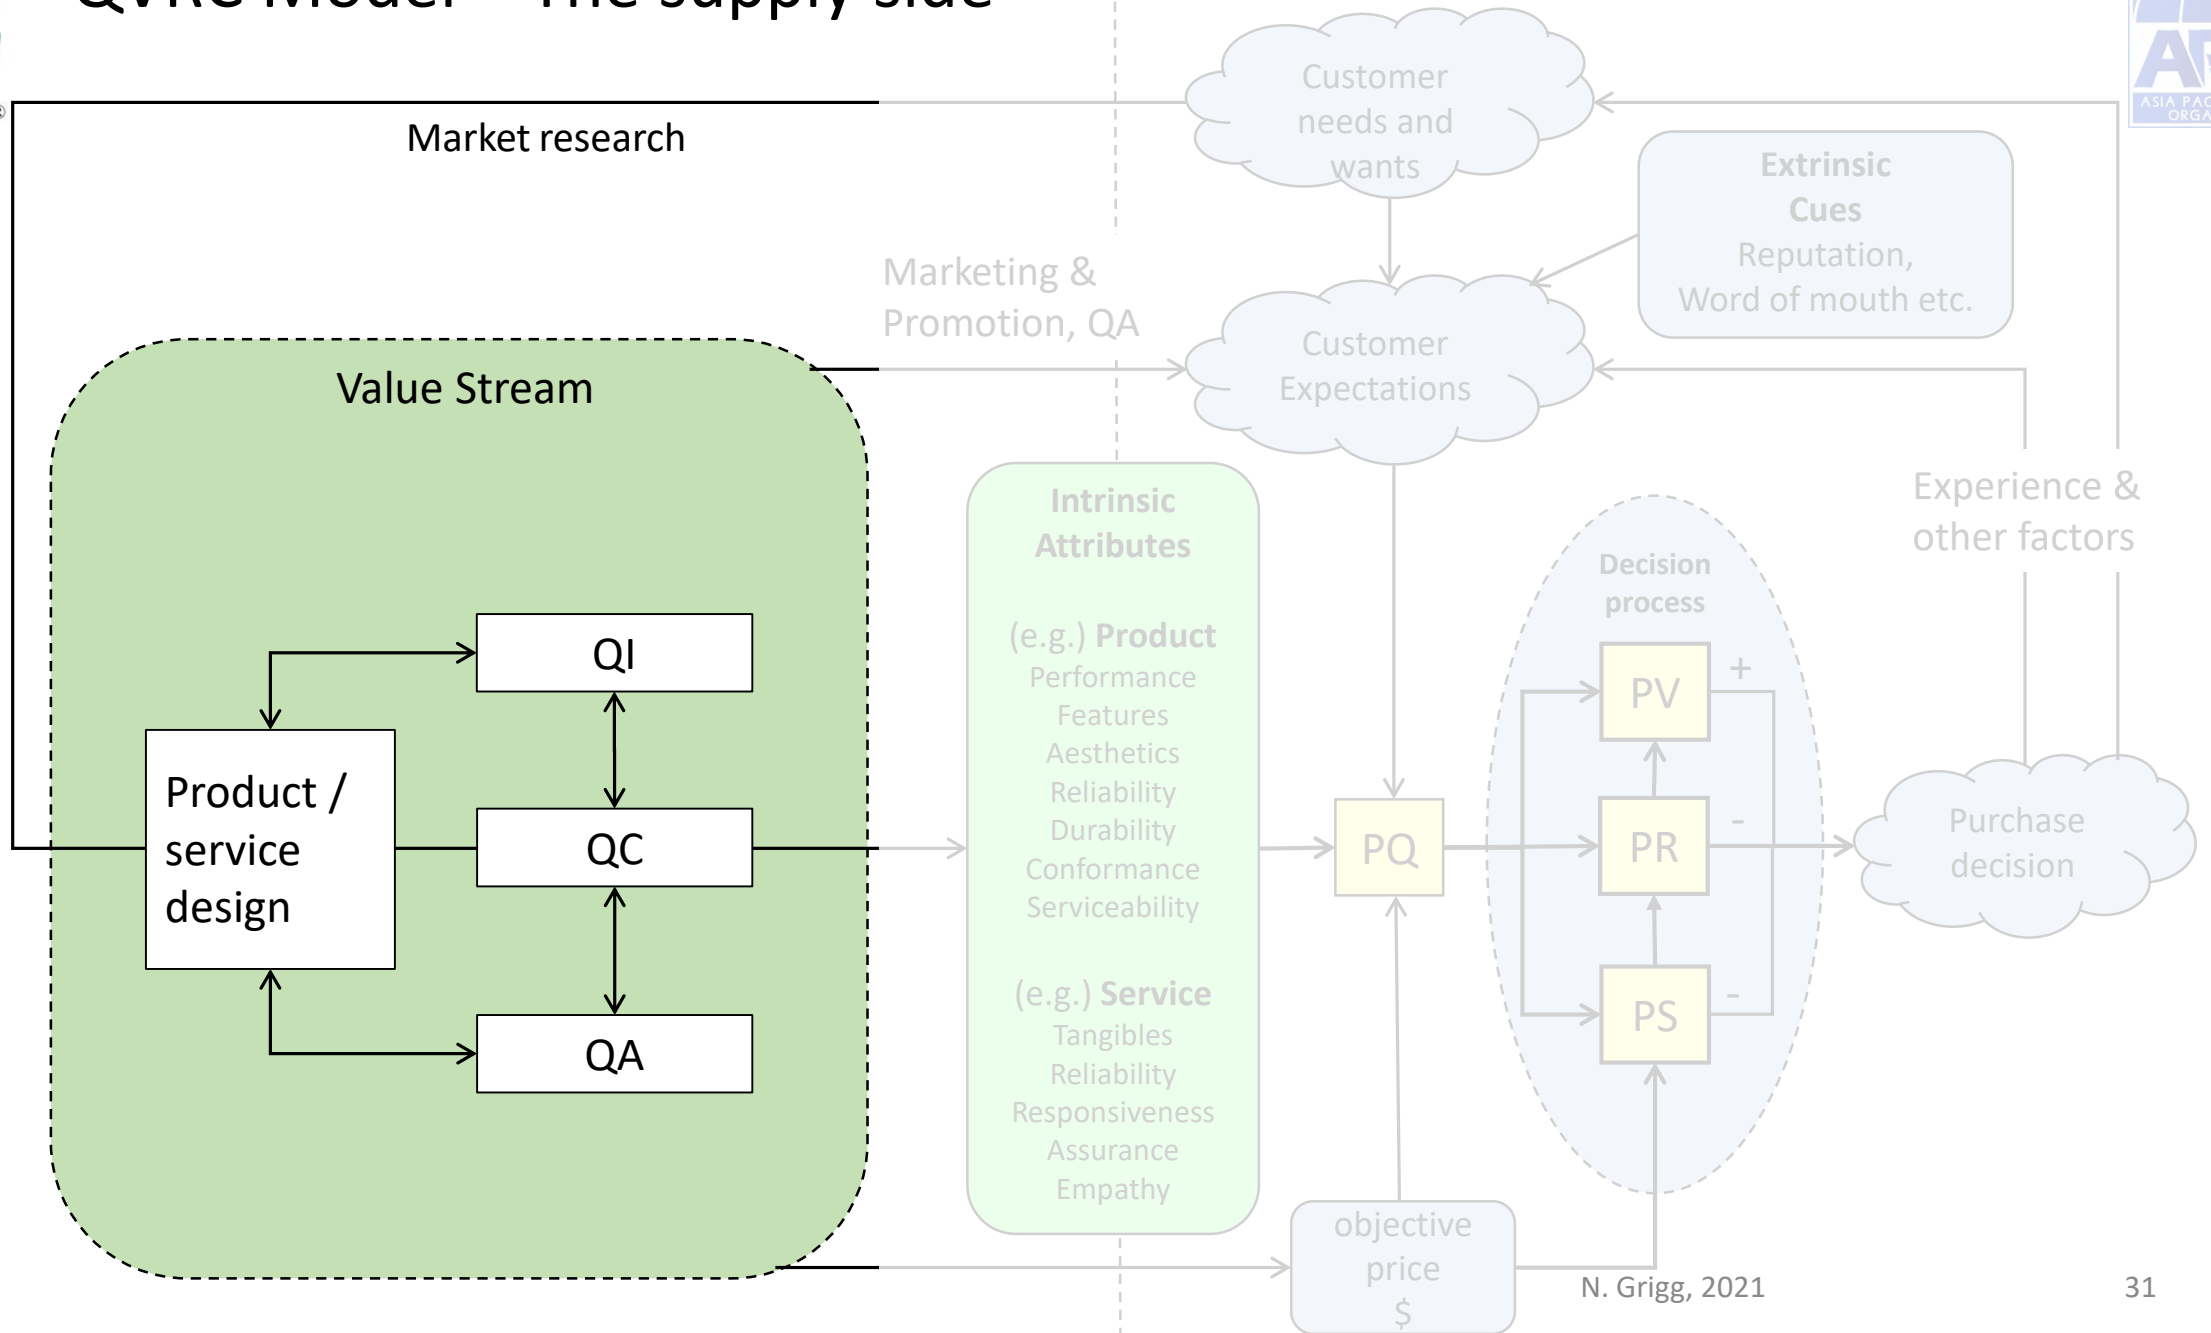 QVRC Model – The supply side
®
Market research
Customer
needs and
wants
Extrinsic
Cues
Reputation,
Word of mouth etc.
Marketing &
Promotion, QA
Customer
Expectations
Value Stream
Intrinsic
Attributes
(e.g.) Product
Performance
Features
Aesthetics
Reliability
Durability
Conformance
Serviceability
(e.g.) Service
Tangibles
Reliability
Responsiveness
Assurance
Empathy
Experience &
other factors
Decision
process
QI
Product /
service
design
QC
QA
PQ
PV
+
PR
-
PS
-
Purchase
decision
objective
price
$
N. Grigg, 2021
31